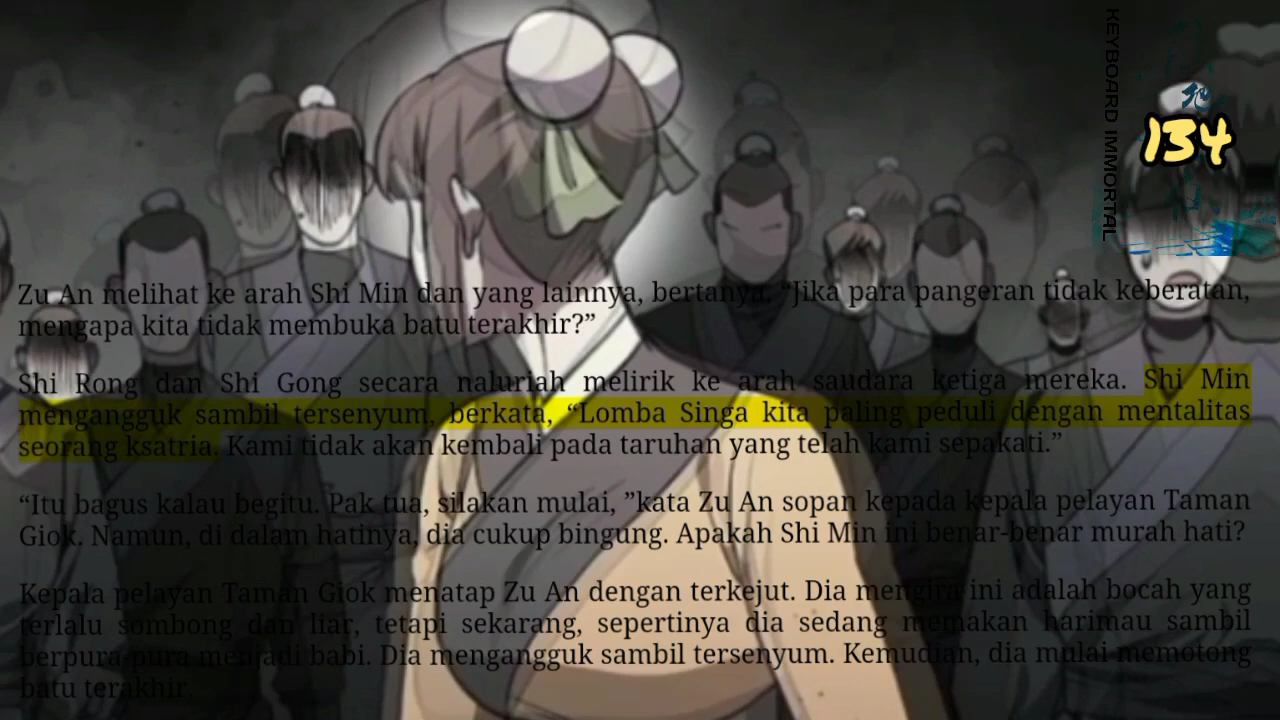 KEYBOARD IMMORTAL
134
Zu An melihat ke arah Shi Min dan yang lainnya, bertanya, “Jika para pangeran tidak keberatan,
mengapa kita tidak membuka batu terakhir?”
Shi Rong dan Shi Gong secara naluriah melirik ke arah saudara ketiga mereka. Shi Min
mengangguk sambil tersenyum, berkata, “Lomba Singa kita paling peduli dengan mentalitas
seorang ksatria. Kami tidak akan kembali pada taruhan yang telah kami sepakati.”
“Itu bagus kalau begitu. Pak tua, silakan mulai, ”kata Zu An sopan kepada kepala pelayan Taman
Giok. Namun, di dalam hatinya, dia cukup bingung. Apakah Shi Min ini benar-benar murah hati?
Kepala pelayan Taman Giok menatap Zu An dengan terkejut. Dia mengira ini adalah bocah yang
terlalu sombong dan liar, tetapi sekarang, sepertinya dia sedang memakan harimau sambil
berpura-pura menjadi babi. Dia mengangguk sambil tersenyum. Kemudian, dia mulai memotong
batu terakhir.